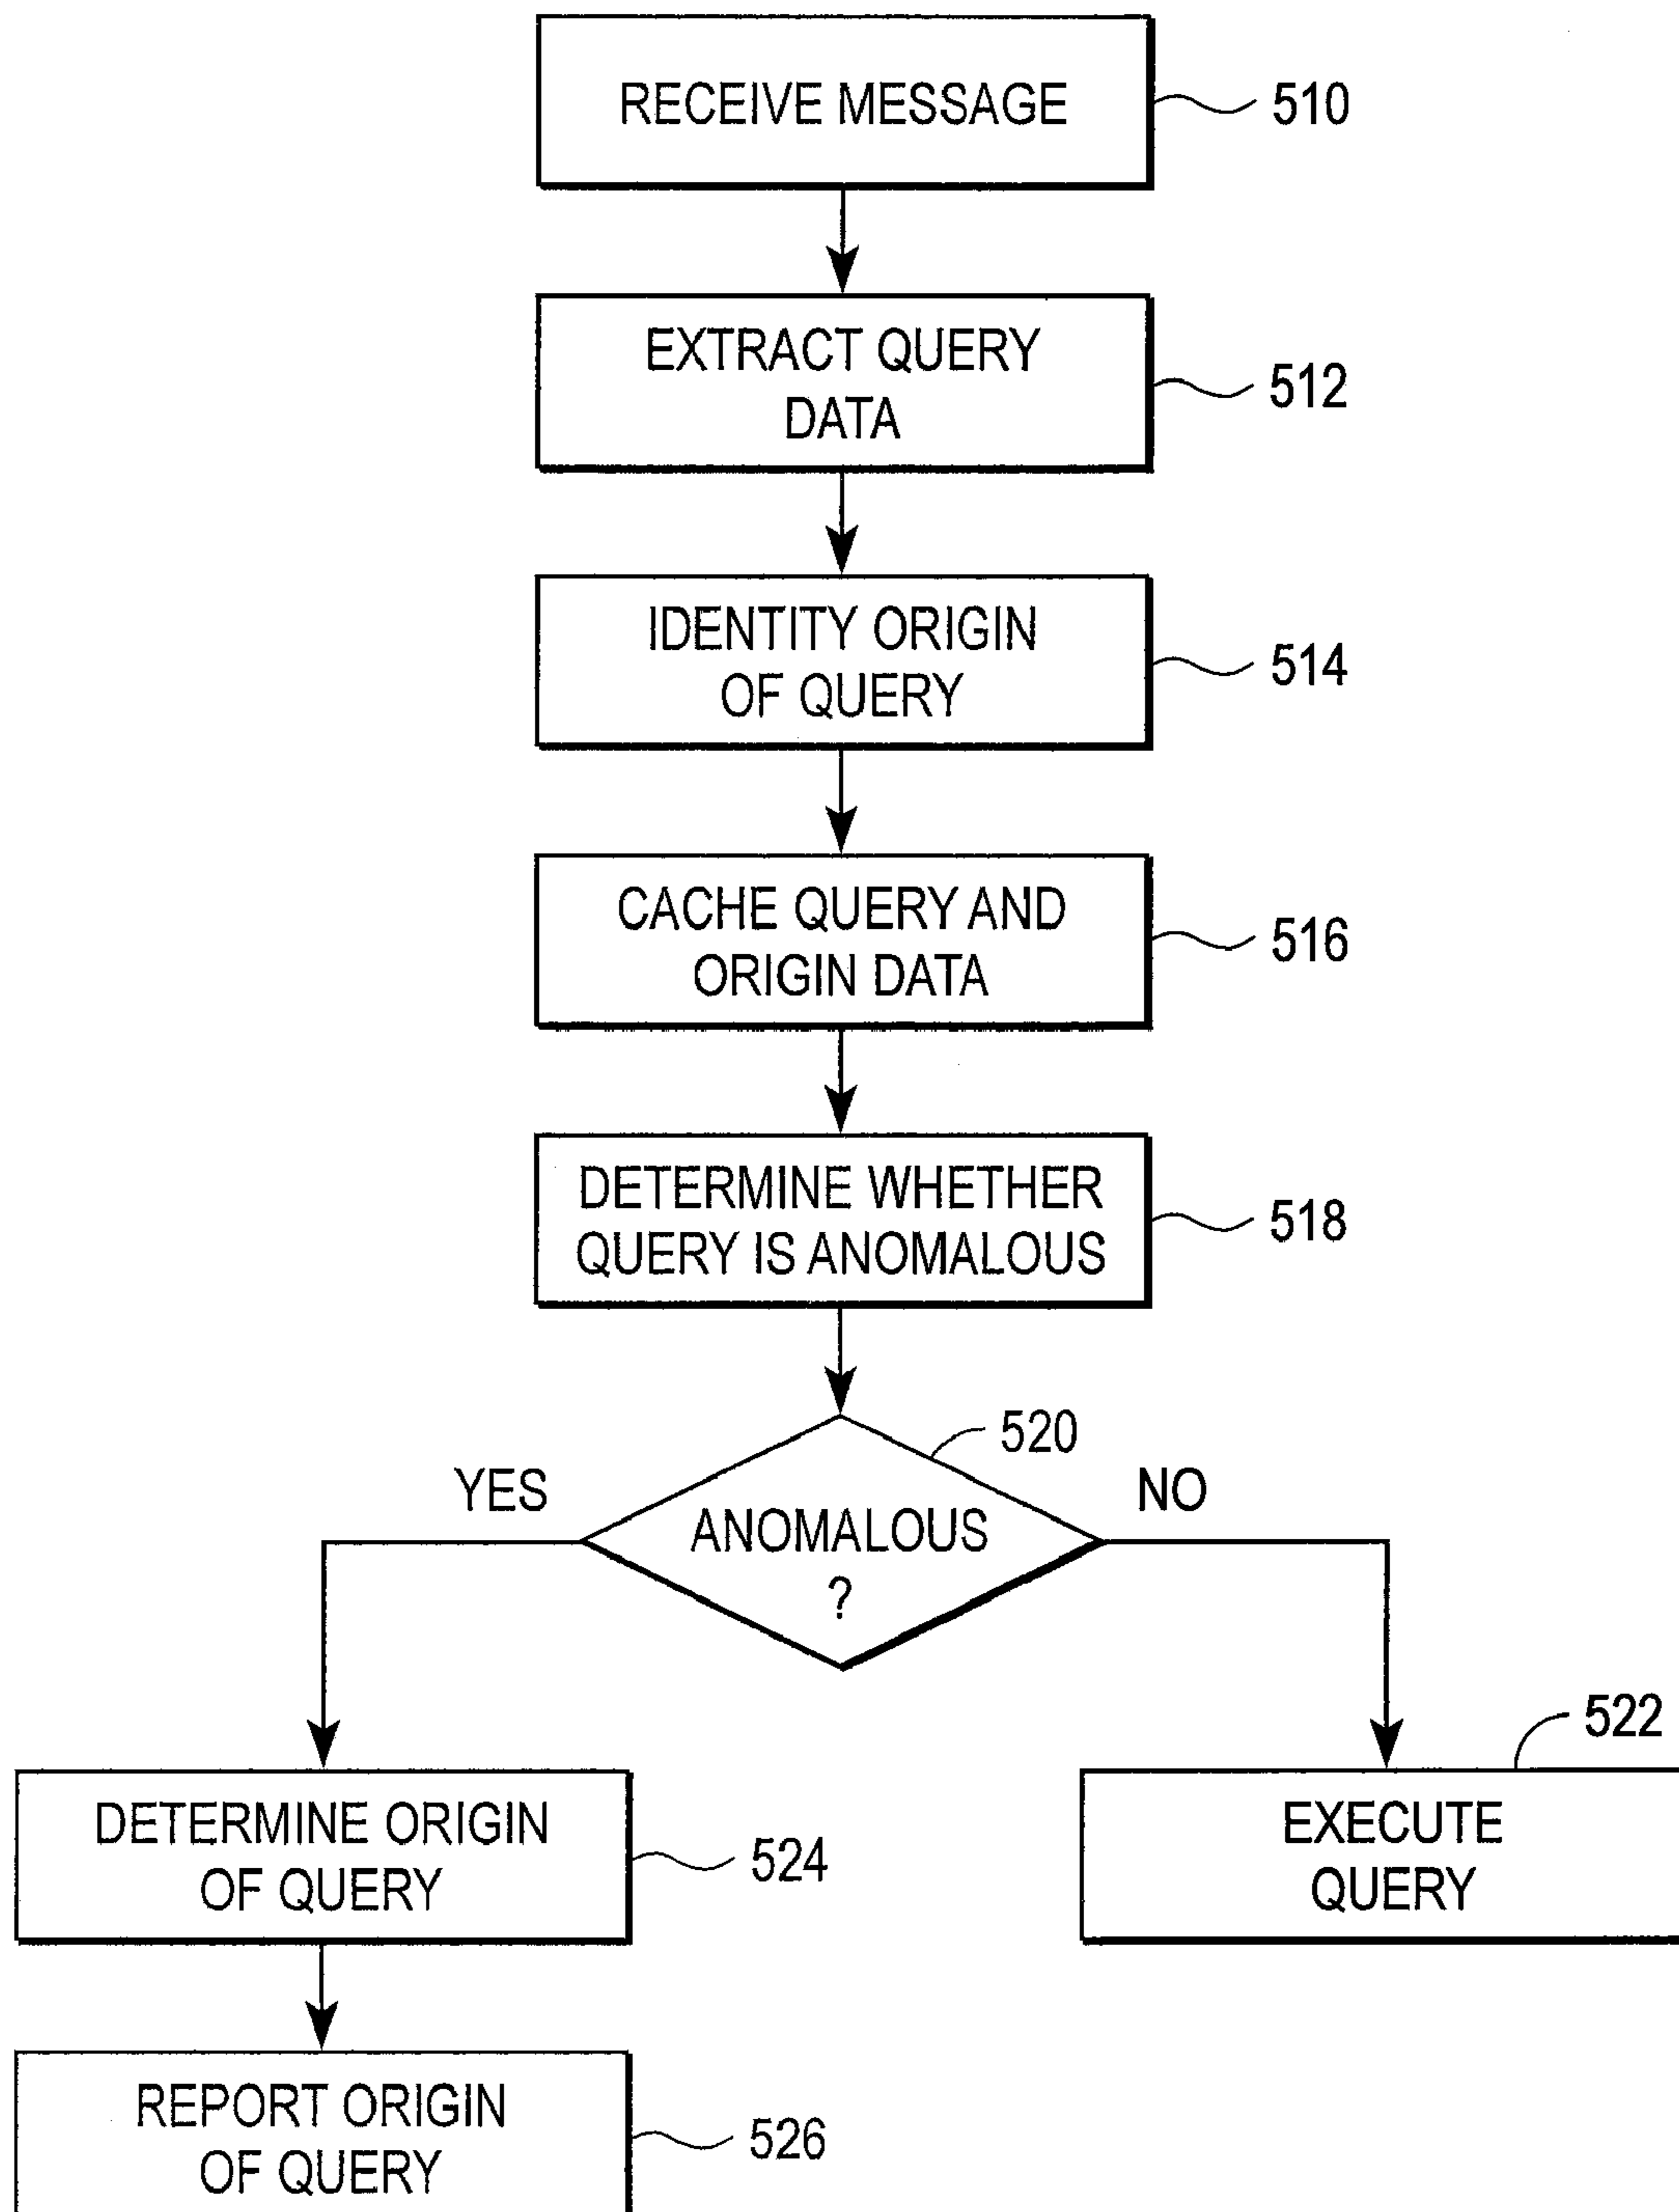 RECEIVE MESSAGE
510
EXTRACT QUERY
DATA
512
IDENTITY ORIGIN
OF QUERY
514
CACHE QUERY AND
ORIGIN DATA
516
DETERMINE WHETHER
QUERY IS ANOMALOUS
518
520
YES
NO
ANOMALOUS
?
522
DETERMINE ORIGIN
OF QUERY
524
EXECUTE
QUERY
REPORT ORIGIN
OF QUERY
526